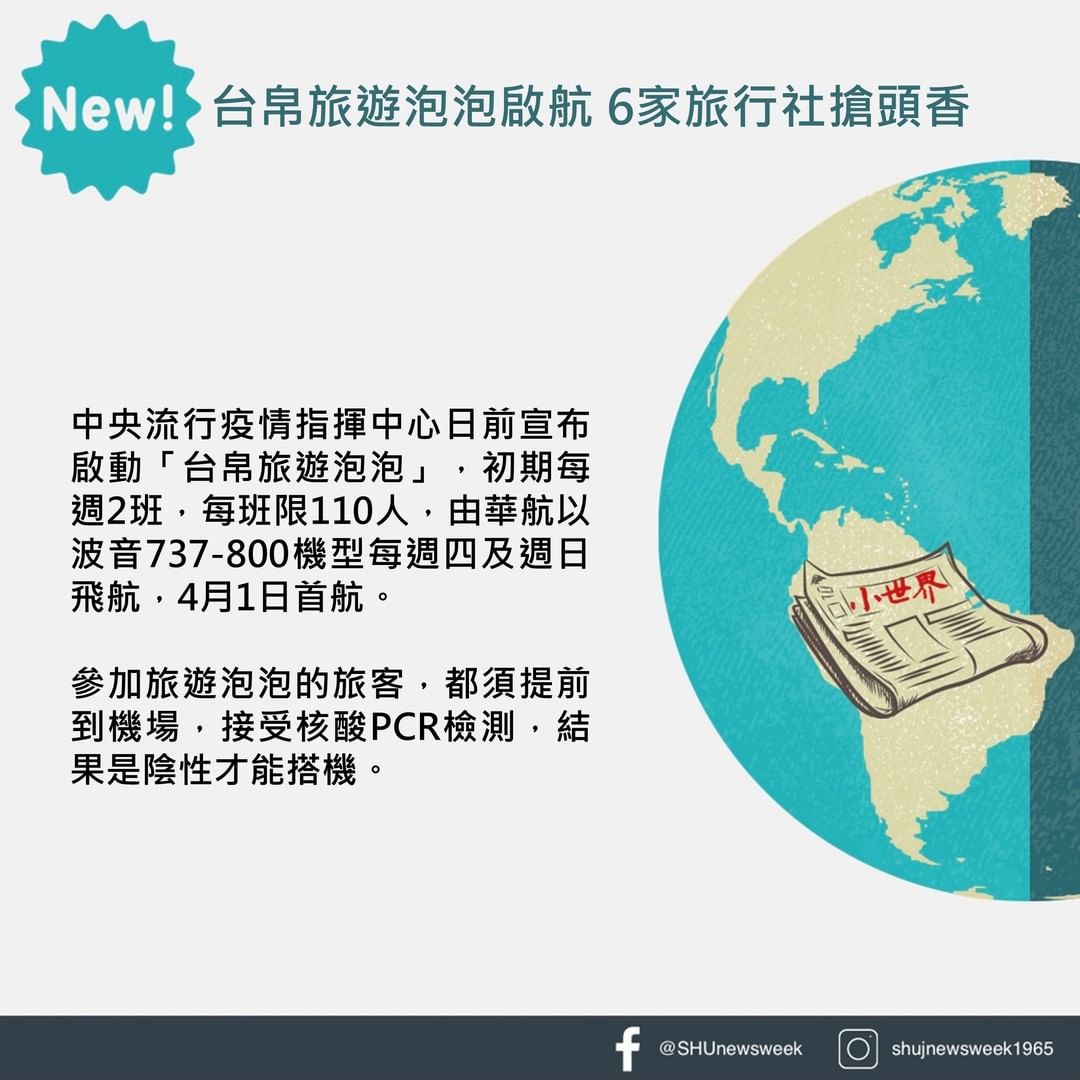 New!
台帛旅遊泡泡啟航 6家旅行社搶頭香
中央流行疫情指揮中心日前宣布
啟動「台帛旅遊泡泡」，初期每
週2班，每班限110人，由華航以
波音737-800機型每週四及週日
飛航，4月1日首航。
參加旅遊泡泡的旅客，都須提前
到機場，接受核酸PCR檢測，結
果是陰性才能搭機。
小世界
@SHUnewsweek
shujnewsweek1965